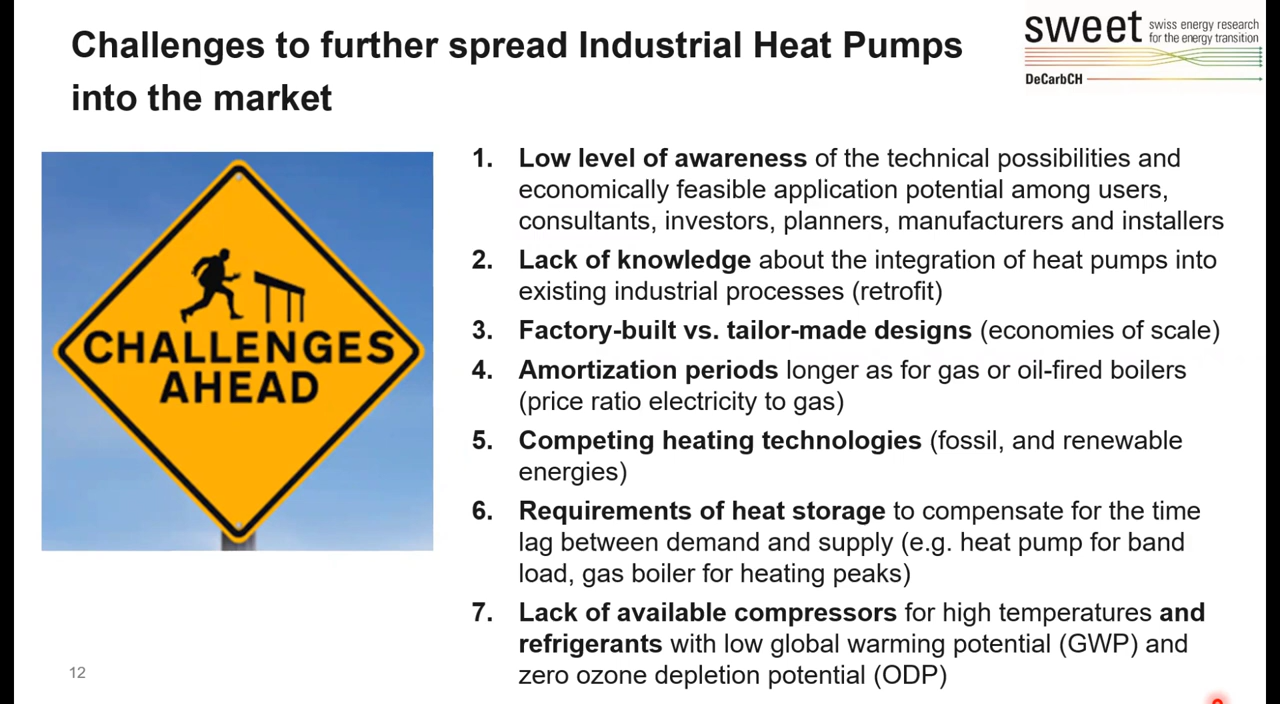 Challenges to further spread Industrial Heat Pumps
into the market
sweet
swiss energy research
for the energy transition
DeCarbCH
CHALLENGES
AHEAD
1. Low level of awareness of the technical possibilities and
economically feasible application potential among users,
consultants, investors, planners, manufacturers and installers
2. Lack of knowledge about the integration of heat pumps into
existing industrial processes (retrofit)
3. Factory-built vs. tailor-made designs (economies of scale)
4. Amortization periods longer as for gas or oil-fired boilers
(price ratio electricity to gas)
5. Competing heating technologies (fossil, and renewable
energies)
6. Requirements of heat storage to compensate for the time
lag between demand and supply (e.g. heat pump for band
load, gas boiler for heating peaks)
7. Lack of available compressors for high temperatures and
refrigerants with low global warming potential (GWP) and
zero ozone depletion potential (ODP)
12